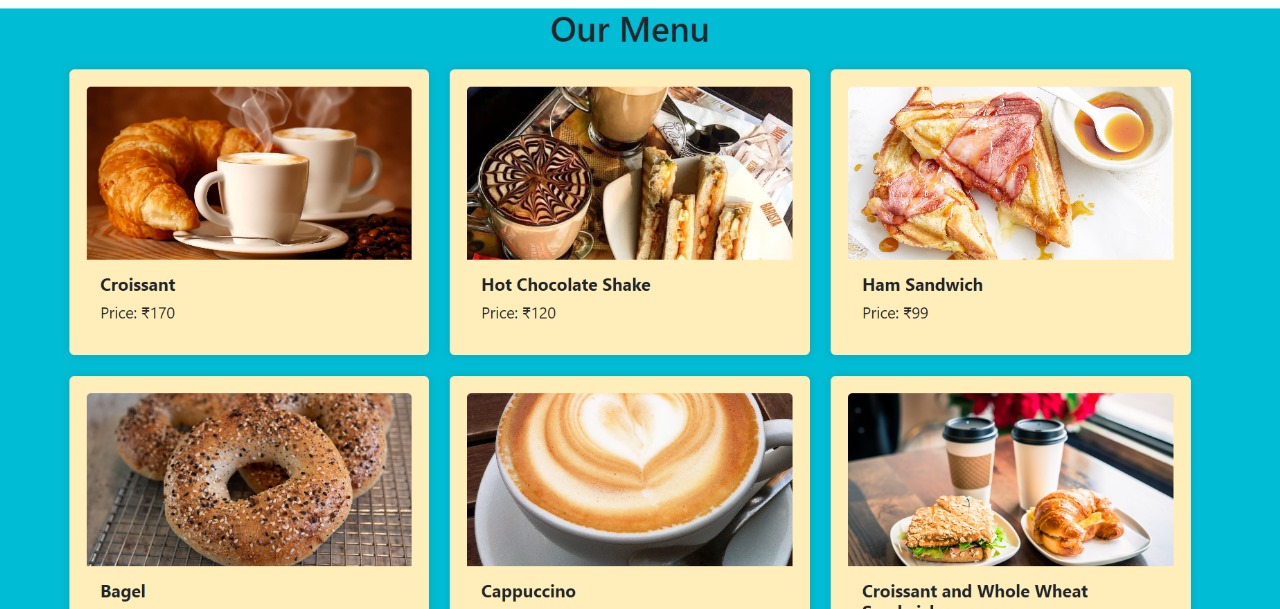 Our Menu
Croissant
Price: ₹170
Hot Chocolate Shake
Price: ₹120
Ham Sandwich
Price: ₹99
Bagel
Cappuccino
Croissant and Whole Wheat